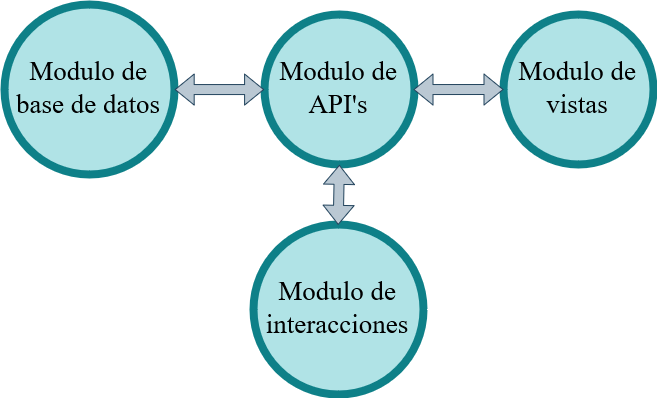 Modulo de
base de datos
Modulo de
API's
Modulo de
vistas
Modulo de
interacciones